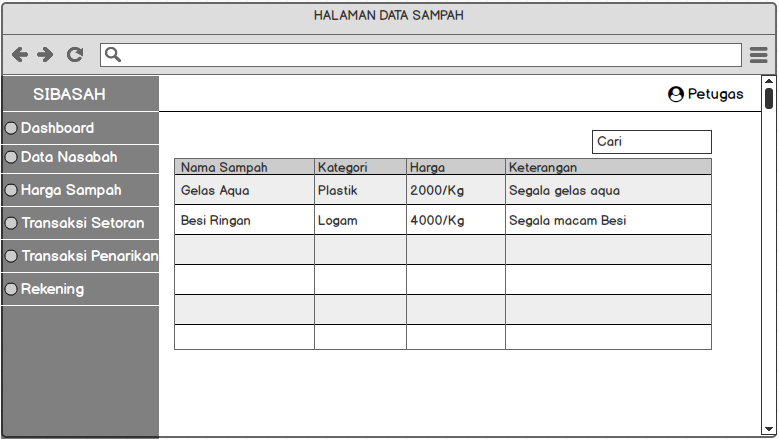 HALAMAN DATA SAMPAH
SIBASAH
Petugas
Dashboard
Data Nasabah
Harga Sampah
Transaksi Setoran
Transaksi Penarikan
Rekening
Cari
Nama Sampah Kategori Harga Keterangan
Gelas Aqua Plastik 2000/Kg Segala gelas aqua
Besi Ringan Logam 4000/Kg Segala macam Besi